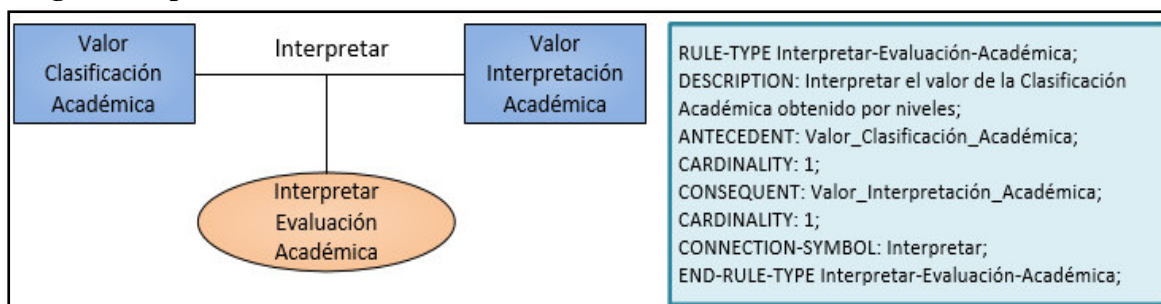 Valor
Clasificación
Académica
Interpretar
Valor
Interpretación
Académica
Interpretar
Evaluación
Académica
RULE-TYPE Interpretar-Evaluación-Académica;
DESCRIPTION: Interpretar el valor de la Clasificación
Académica obtenido por niveles;
ANTECEDENT: Valor_Clasificación_Académica;
CARDINALITY: 1;
CONSEQUENT: Valor_Interpretación_Académica;
CARDINALITY: 1;
CONNECTION-SYMBOL: Interpretar;
END-RULE-TYPE Interpretar-Evaluación-Académica;